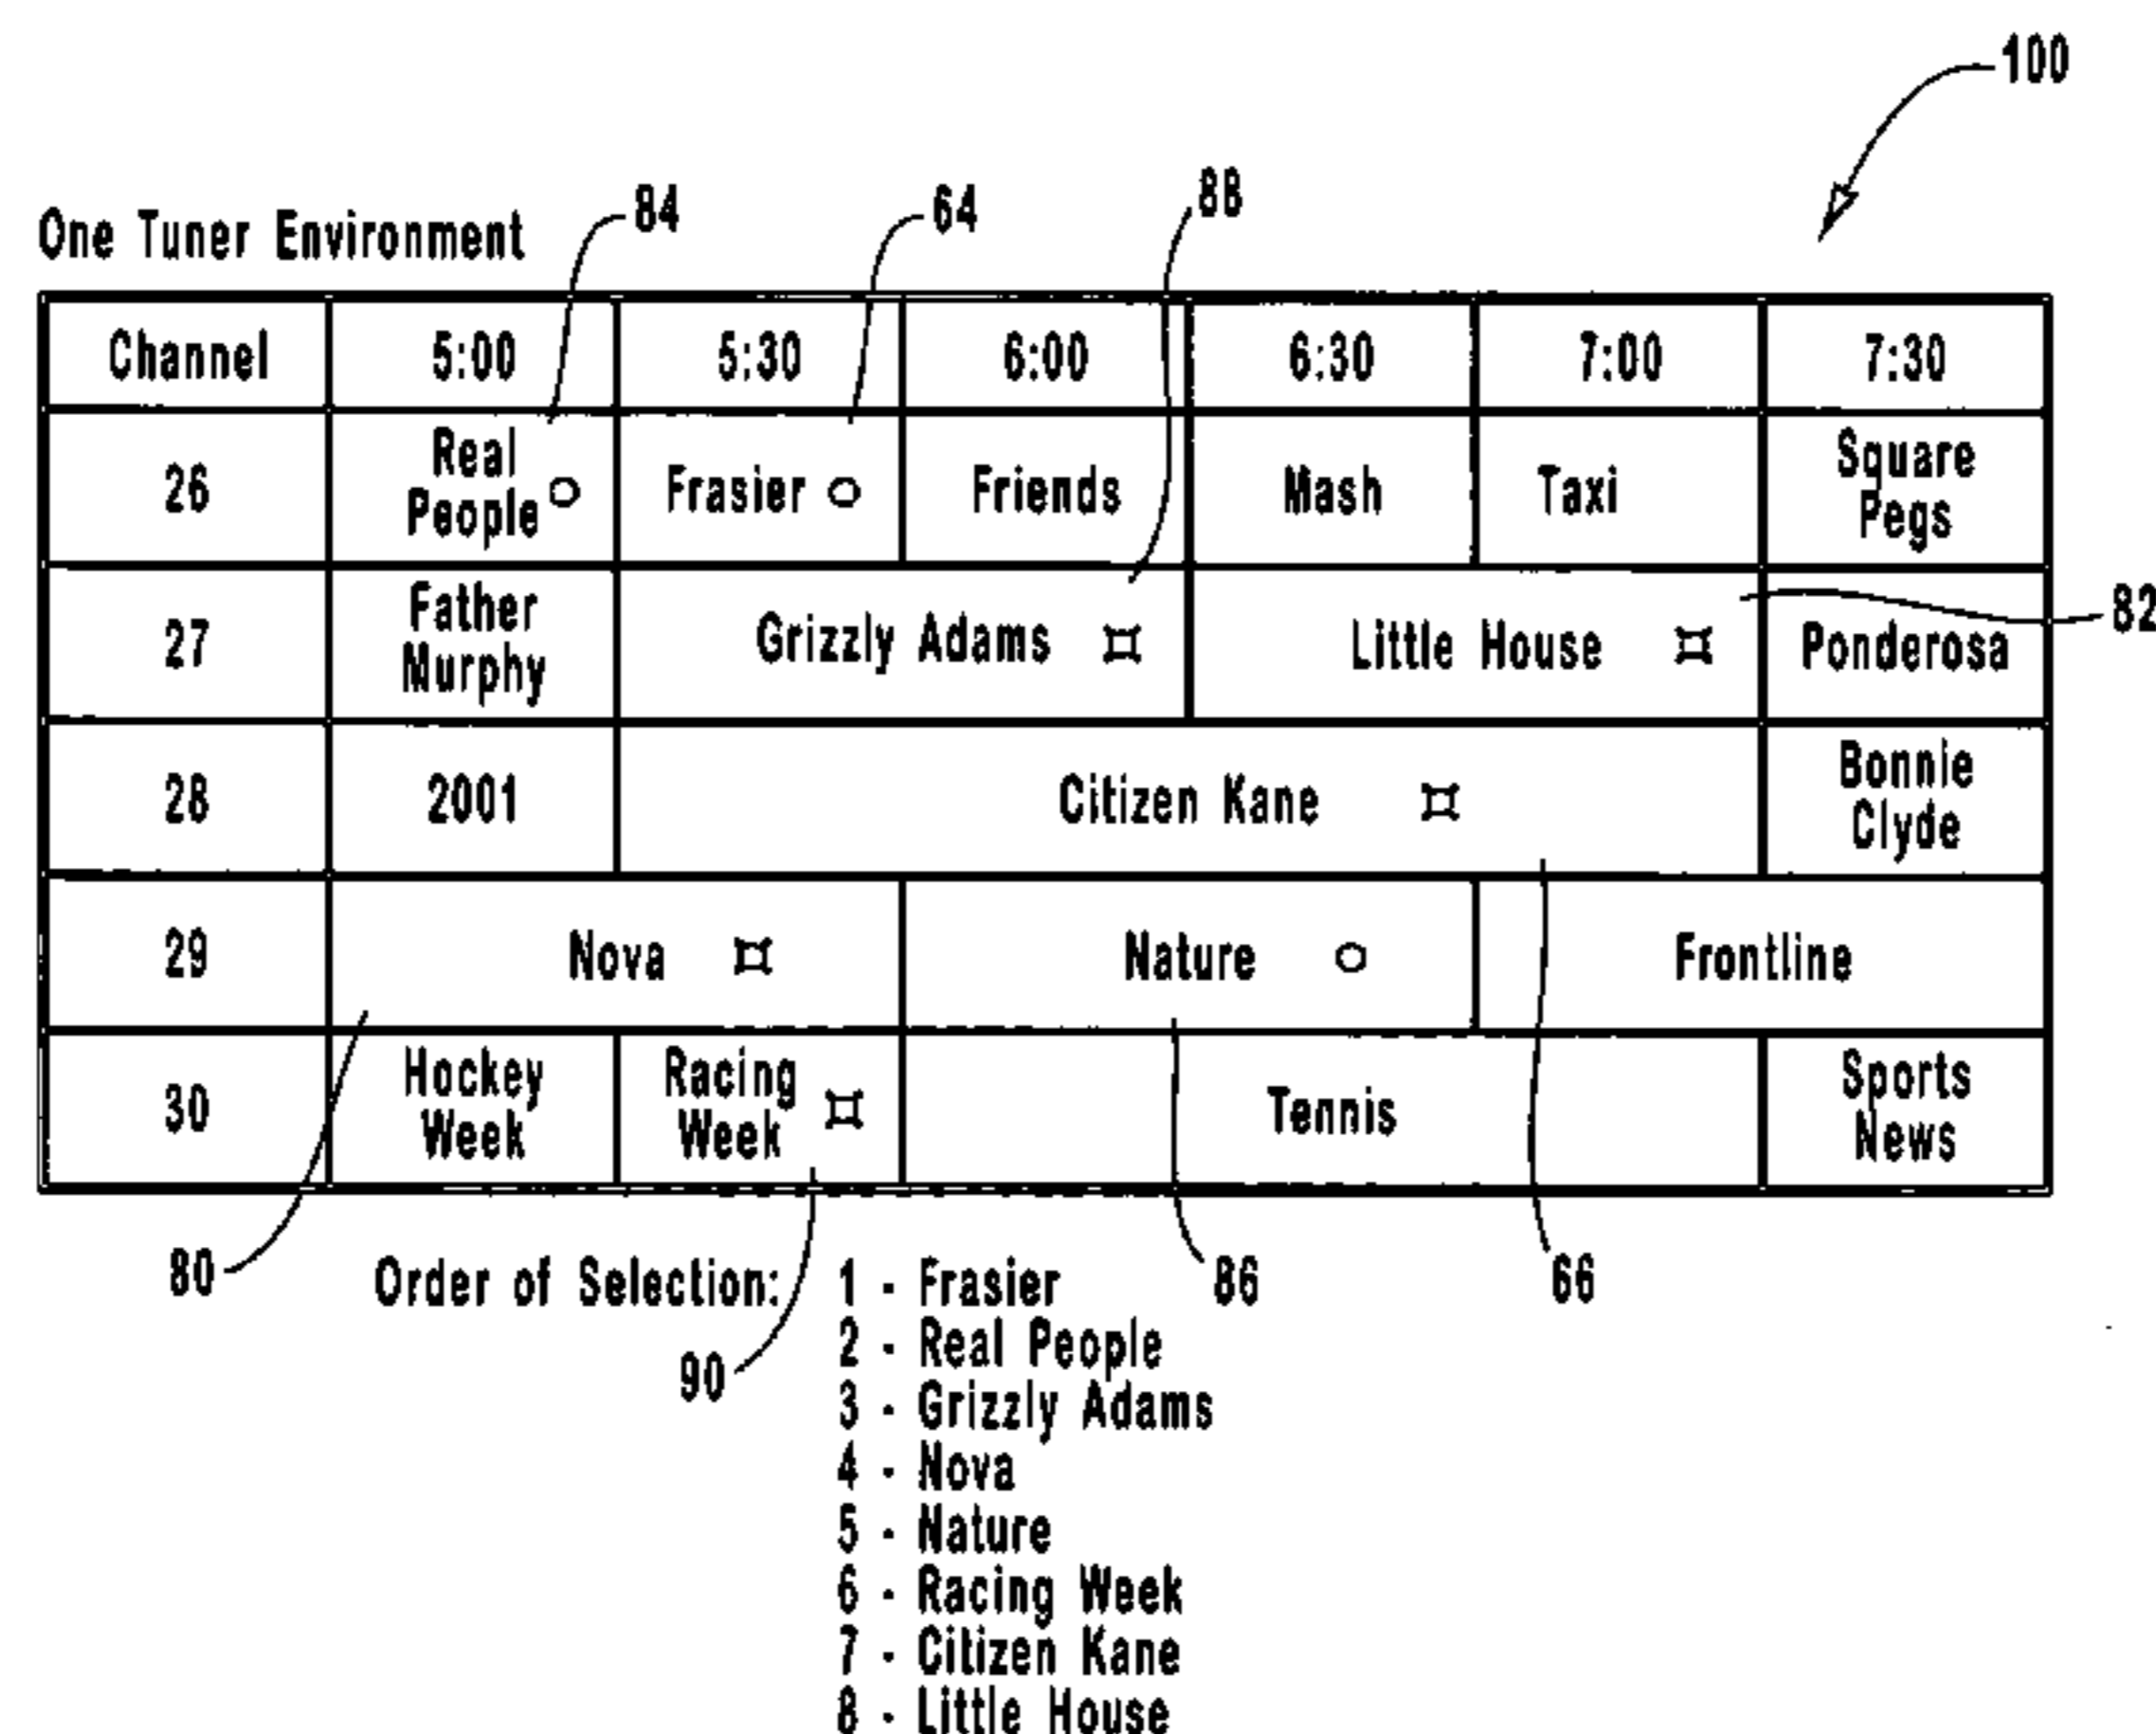 100
84
64
88
One Tuner Environment
Channel 5:00 5:30 6:00 6:30 7:00 7:30
26 Real People Frasier Friends Mash Taxi Square Pegs
27 Father Murphy Grizzly Adams Little House Ponderosa
82
28 2001 Citizen Kane Bonnie Clyde
29 Nova Nature Frontline
30 Hockey Week Racing Week Tennis Sports News
80
86
66
90
Order of Selection: 1 - Frasier
2 - Real People
3 - Grizzly Adams
4 - Nova
5 - Nature
6 - Racing Week
7 - Citizen Kane
8 - Little House